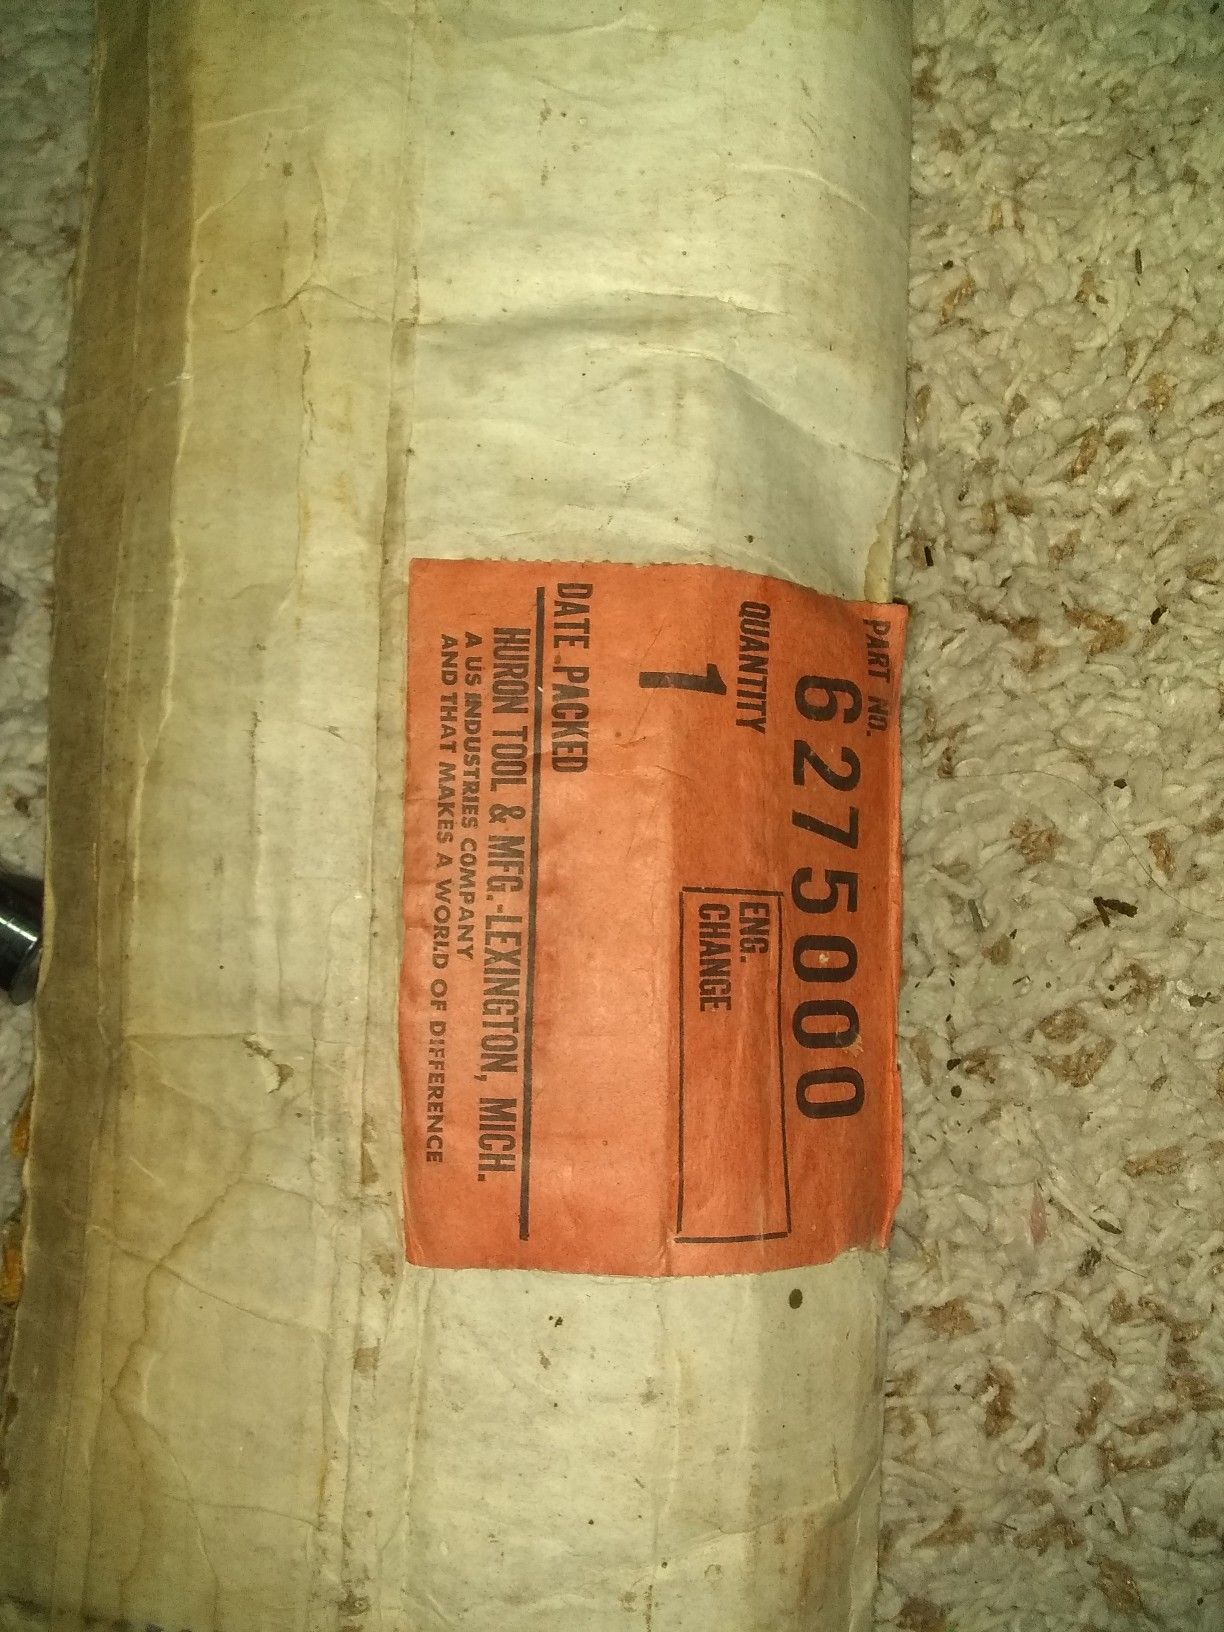 PART NO.
6275000
QUANTITY
1
ENG.
CHANGE
DATE PACKED
HURON TOOL & MFG.-LEXINGTON, MICH.
A US INDUSTRIES COMPANY
AND THAT MAKES A WORLD OF DIFFERENCE